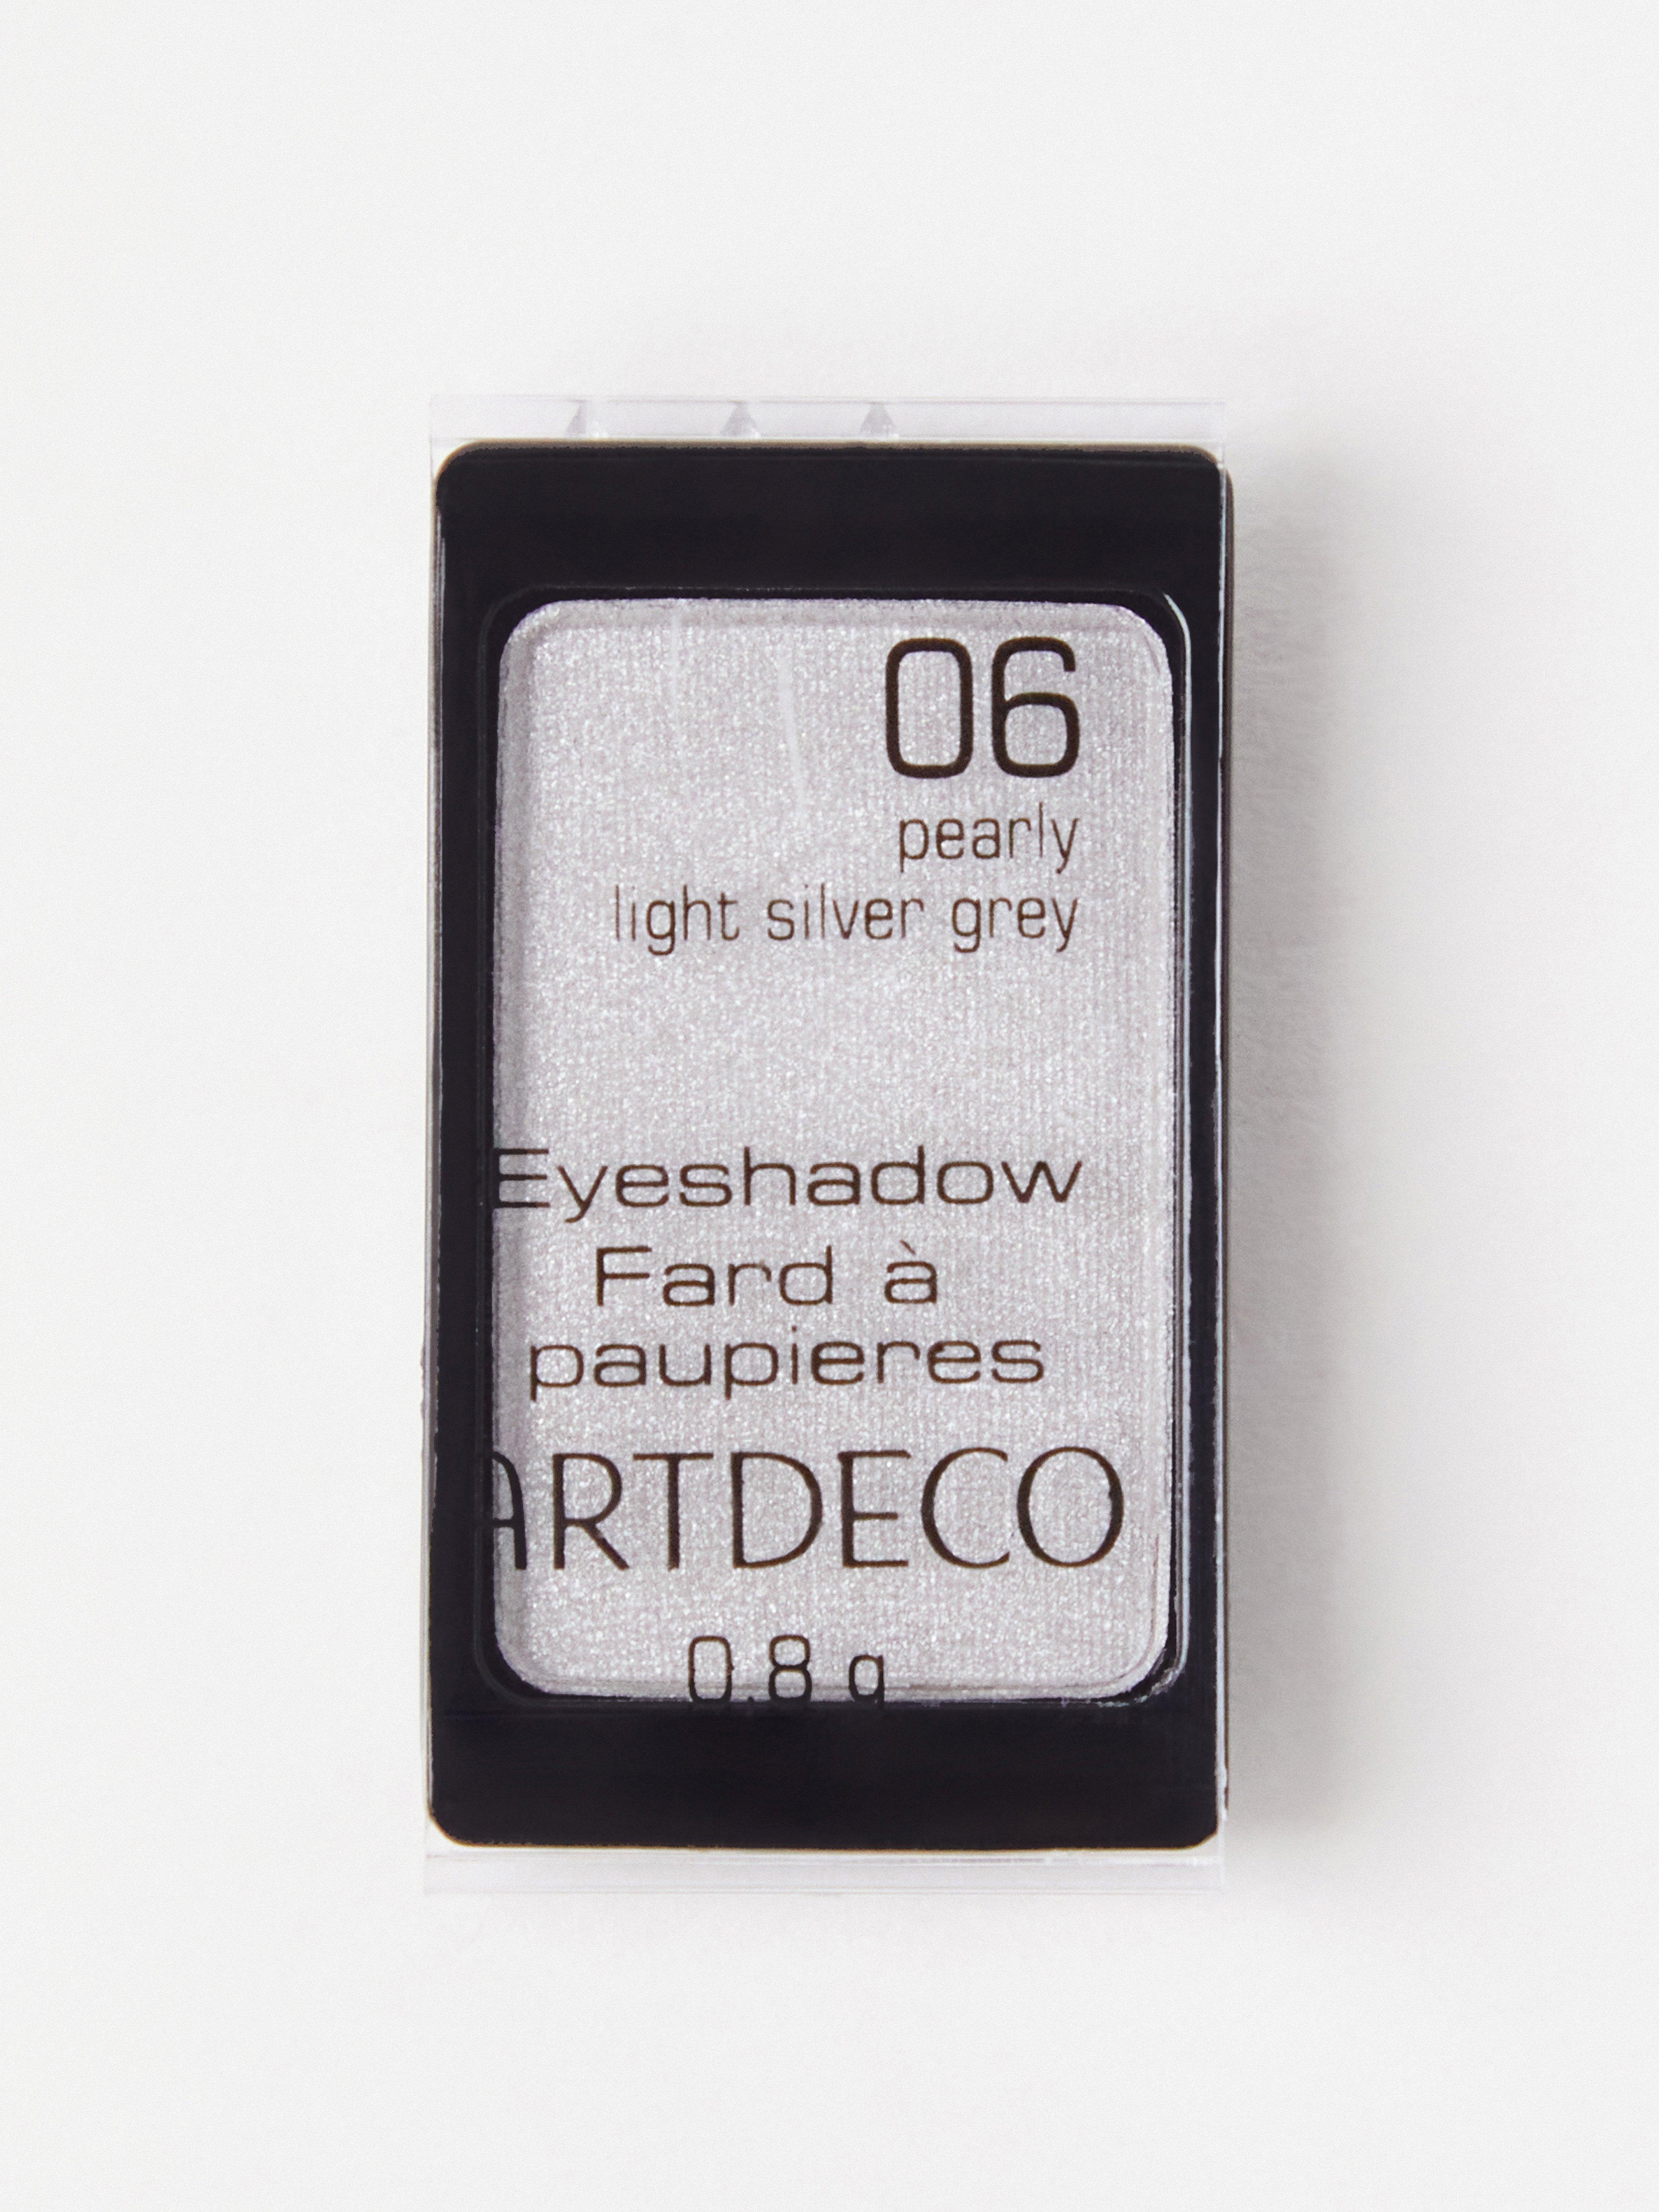 06
pearly
light silver grey
Eyeshadow
Fard à
paupieres
ARTDECO
0.8 g